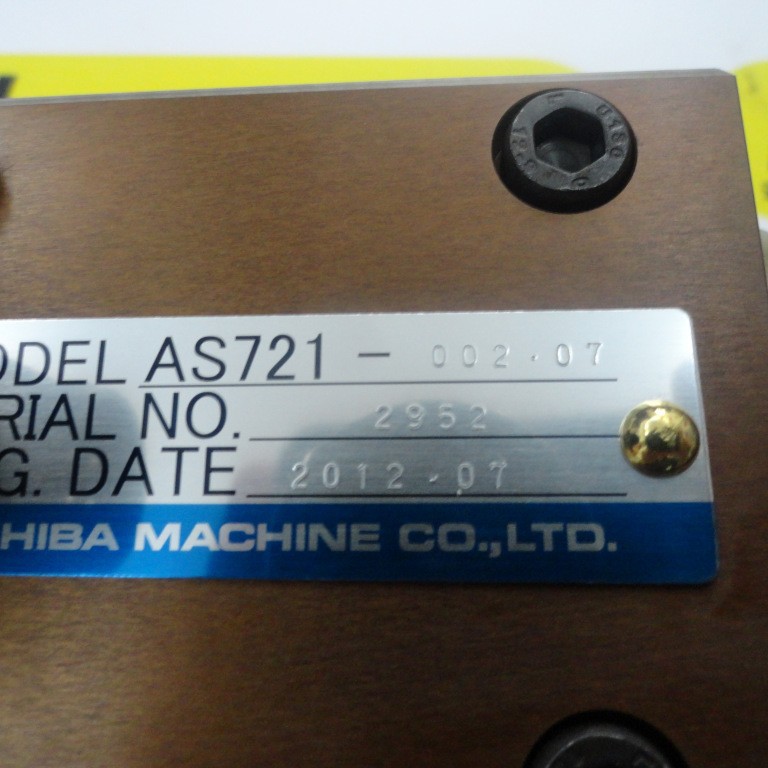 ODEL AS721 - 002-07
RIAL NO. 2952
G. DATE 2012-07
HIBA MACHINE CO.,LTD.